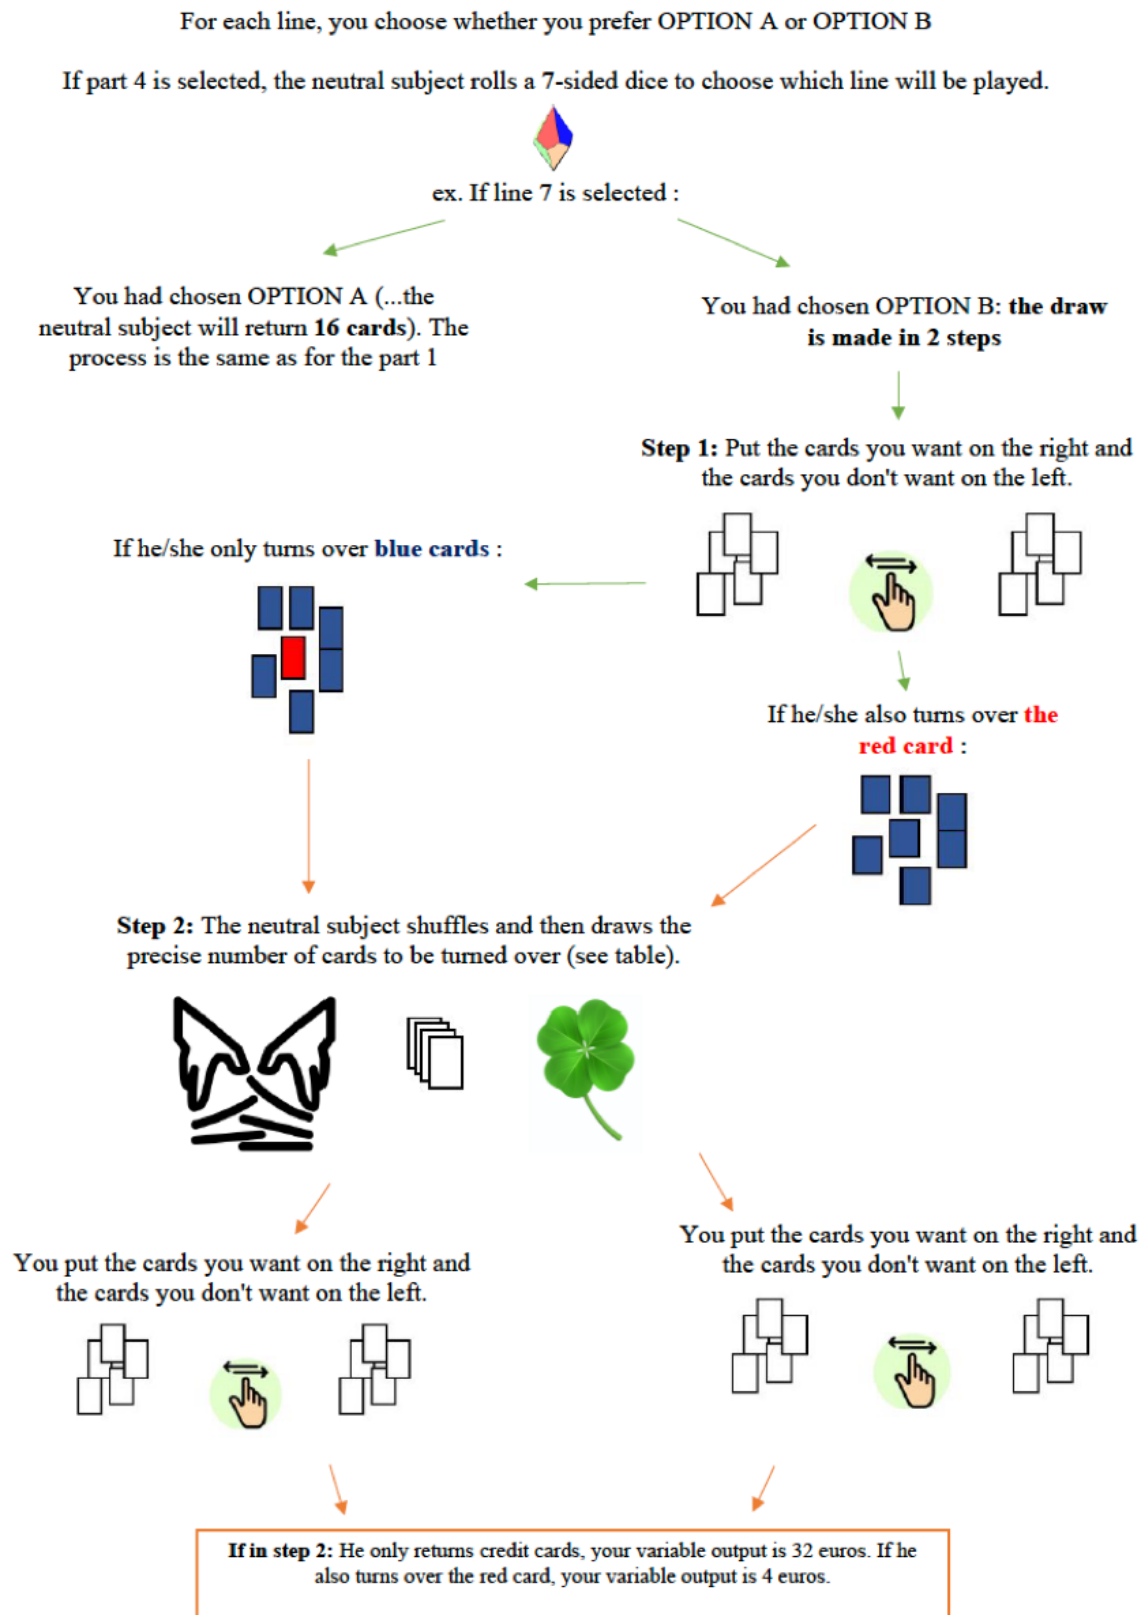 For each line, you choose whether you prefer OPTION A or OPTION B
If part 4 is selected, the neutral subject rolls a 7-sided dice to choose which line will be played.
ex. If line 7 is selected :
You had chosen OPTION A (...the
neutral subject will return 16 cards). The
process is the same as for the part 1
You had chosen OPTION B: the draw
is made in 2 steps
Step 1: Put the cards you want on the right and
the cards you don't want on the left.
If he/she only turns over blue cards :
If he/she also turns over the
red card :
Step 2: The neutral subject shuffles and then draws the
precise number of cards to be turned over (see table).
You put the cards you want on the right and
the cards you don't want on the left.
You put the cards you want on the right and
the cards you don't want on the left.
If in step 2: He only returns credit cards, your variable output is 32 euros. If he
also turns over the red card, your variable output is 4 euros.